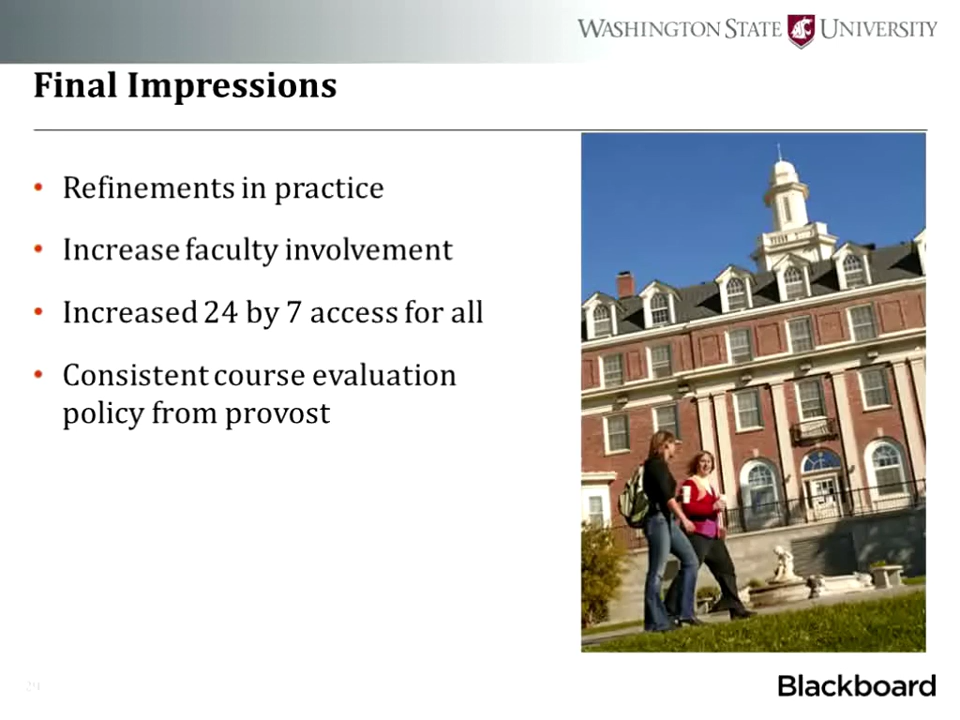 WASHINGTON STATE UNIVERSITY
Final Impressions
• Refinements in practice
• Increase faculty involvement
• Increased 24 by 7 access for all
• Consistent course evaluation
policy from provost
29
Blackboard